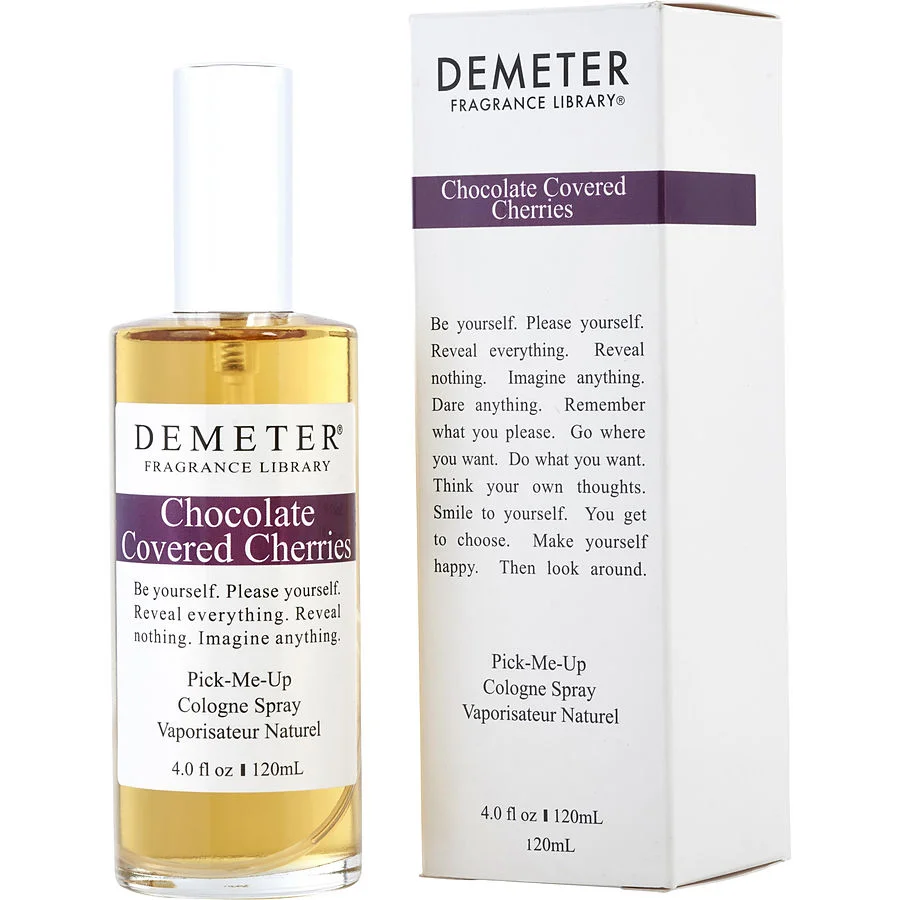 DEMETER®
FRAGRANCE LIBRARY
Chocolate
Covered Cherries
Be yourself. Please yourself.
Reveal everything. Reveal
nothing. Imagine anything.
Pick-Me-Up
Cologne Spray
Vaporisateur Naturel
4.0 fl oz ❚ 120mL
DEMETER
FRAGRANCE LIBRARY®
Chocolate Covered
Cherries
Be yourself. Please yourself.
Reveal everything. Reveal
nothing. Imagine anything.
Dare anything. Remember
what you please. Go where
you want. Do what you want.
Think your own thoughts.
Smile to yourself. You get
to choose. Make yourself
happy. Then look around.
Pick-Me-Up
Cologne Spray
Vaporisateur Naturel
4.0 fl oz ❚ 120mL
120mL